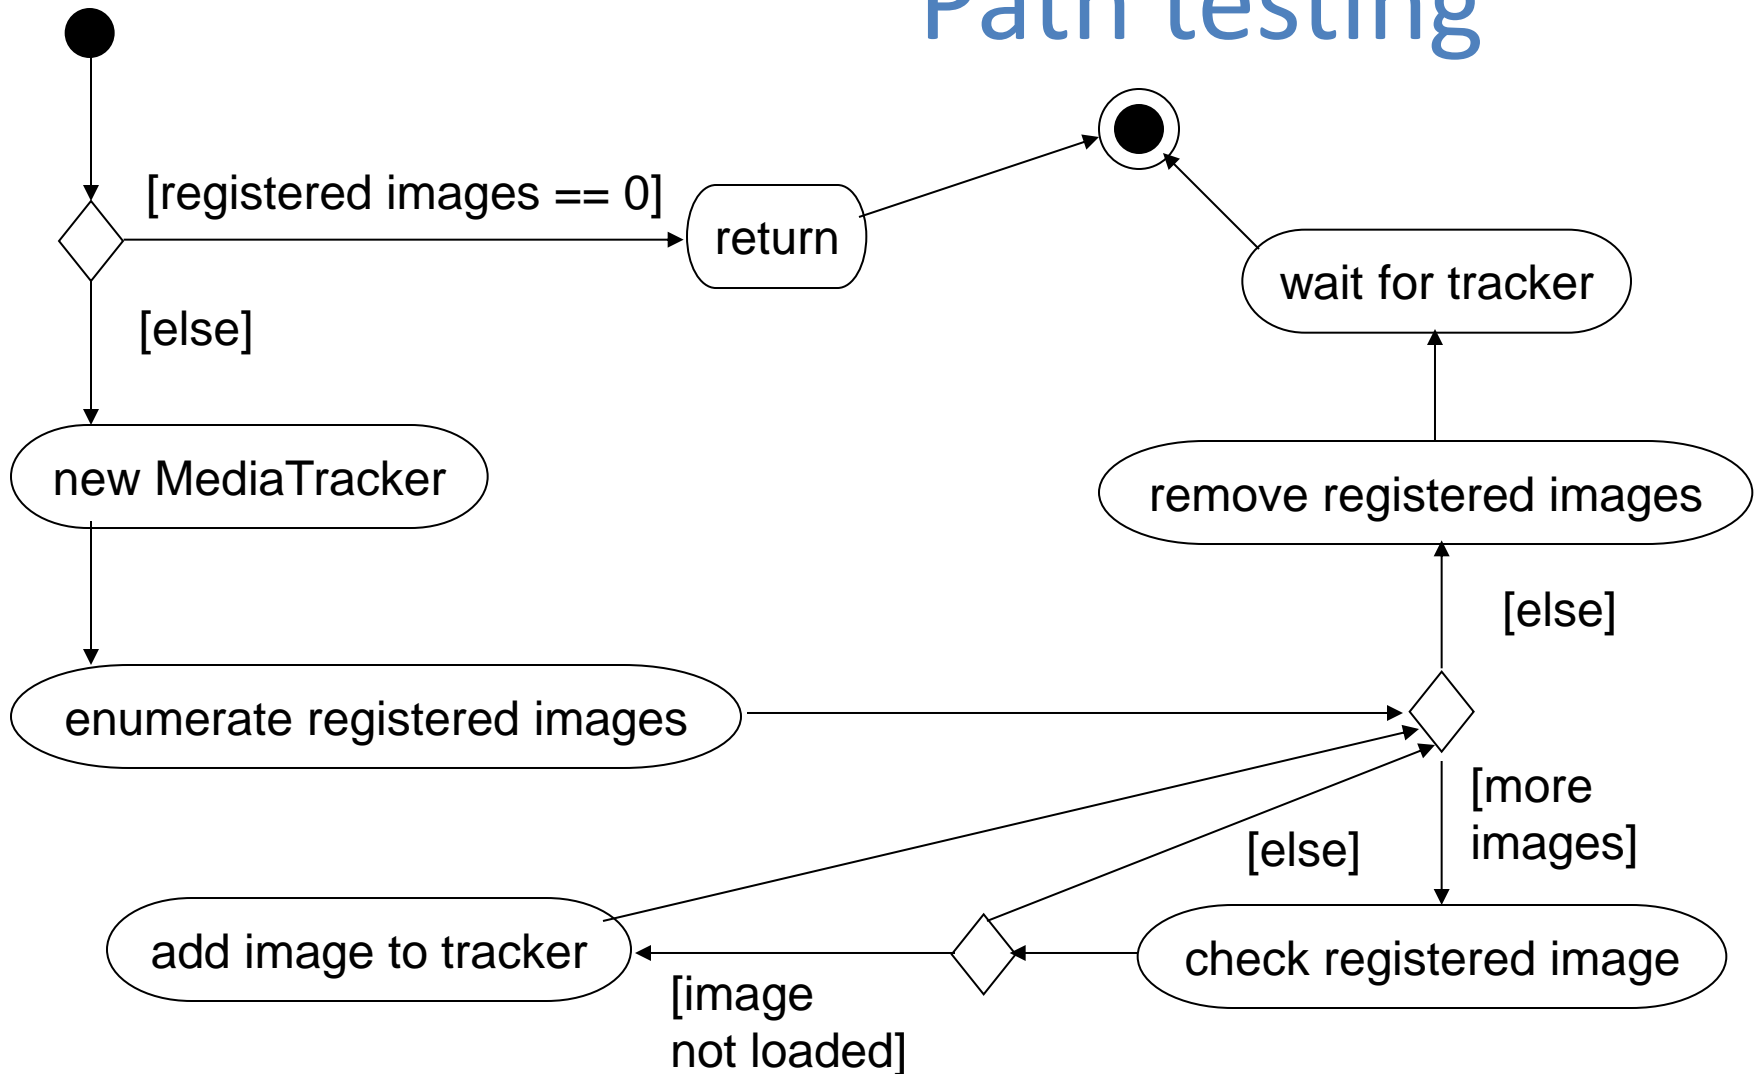 Path testing
[registered images == 0]
return
wait for tracker
[else]
new MediaTracker
remove registered images
[else]
enumerate registered images
[more
images]
[else]
add image to tracker
check registered image
[image
not loaded]